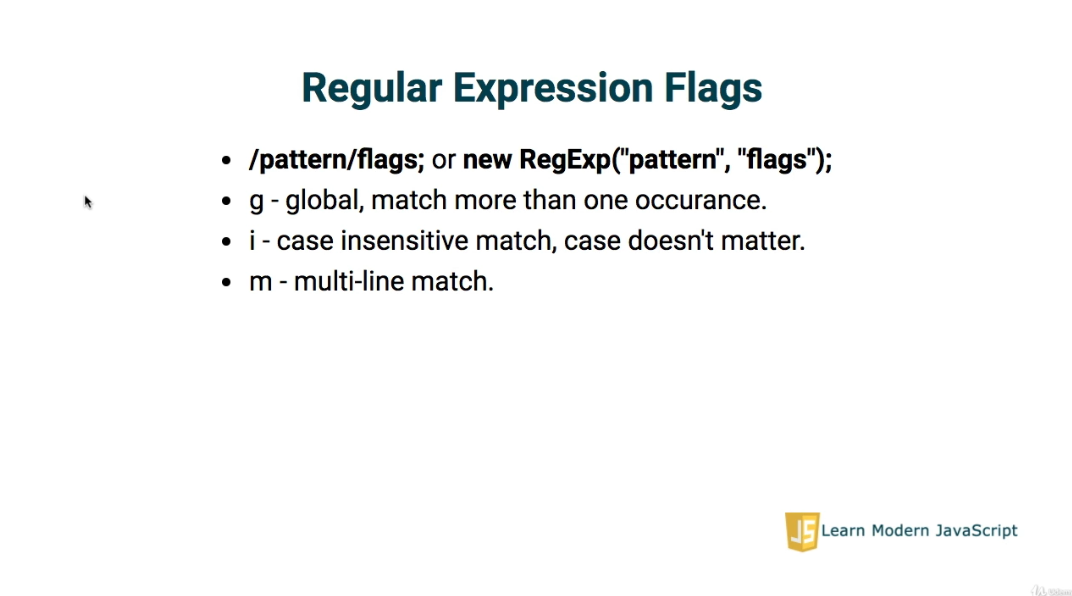 Regular Expression Flags
• /pattern/flags; or new RegExp("pattern", "flags");
• g - global, match more than one occurance.
• i - case insensitive match, case doesn't matter.
• m - multi-line match.
JS Learn Modern JavaScript